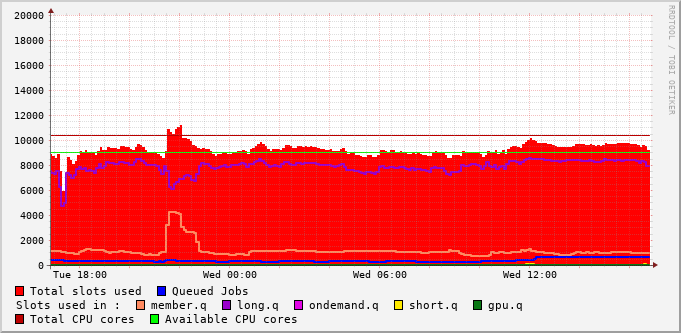 20000
18000
16000
14000
12000
10000
8000
6000
4000
2000
0
Tue 18:00 Wed 00:00 Wed 06:00 Wed 12:00
RRDTOOL / TOBI OETIKER
Total slots used Queued Jobs
Slots used in : member.q long.q ondemand.q short.q gpu.q
Total CPU cores Available CPU cores